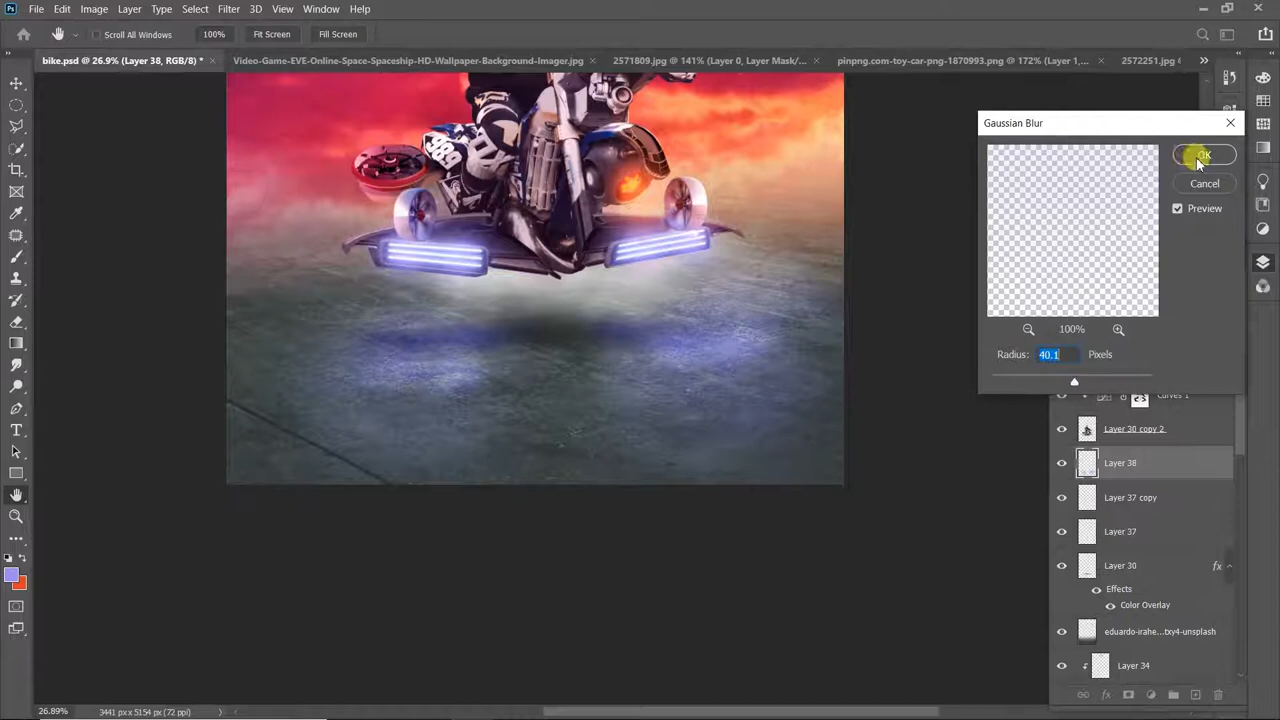 Ps File Edit Image Layer Type Select Filter 3D View Window Help
Scroll All Windows 100% Fit Screen Fill Screen
bike.psd @ 26.9% (Layer 38, RGB/8) * Video-Game-EVE-Online-Space-Spaceship-HD-Wallpaper-Background-Imager.jpg 2571809.jpg @ 141% (Layer 0, Layer Mask/... pinpng.com-toy-car-png-1870993.png @ 172% (Layer 1,... 2572251.jpg
Gaussian Blur
OK
Cancel
Preview
989
100%
Radius: 40.1 Pixels
Curves 1
Layer 30 copy 2
Layer 38
Layer 37 copy
Layer 37
Layer 30 fx
Effects
Color Overlay
eduardo-irahe...txy4-unsplash
Layer 34
26.89% 3441 px x 5154 px (72 ppi)